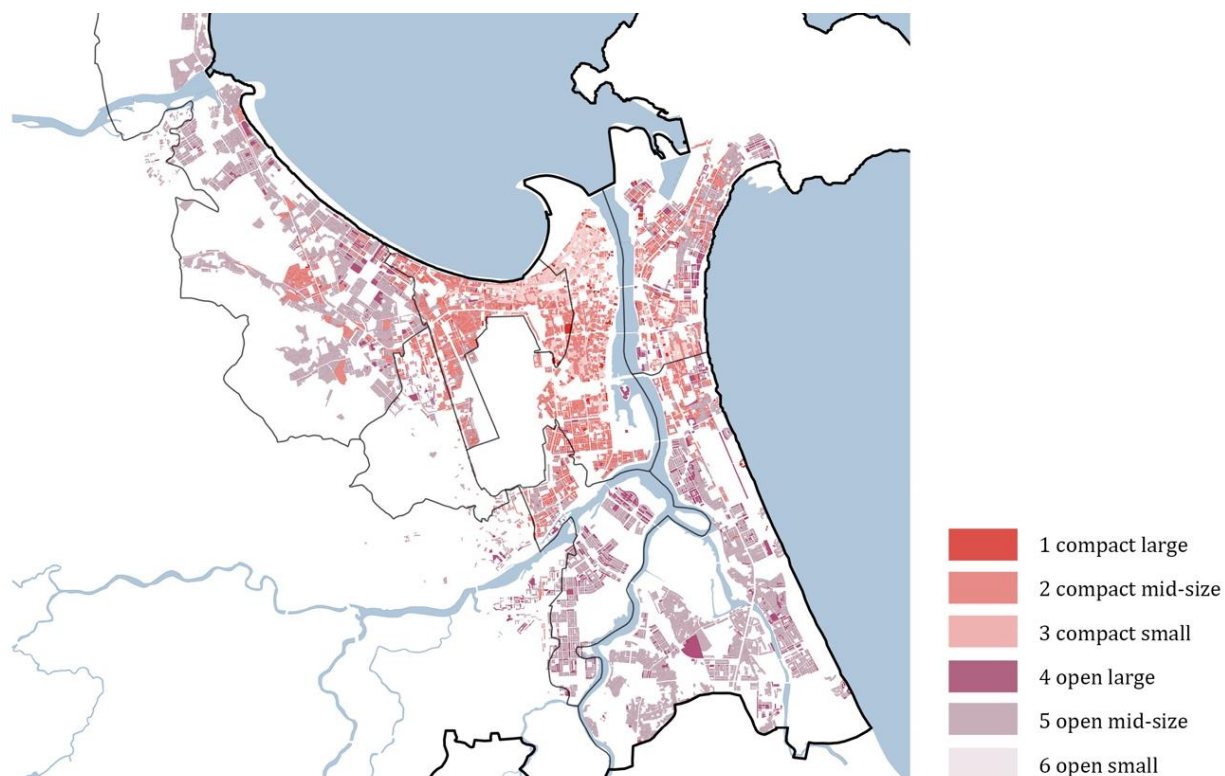 1 compact large
2 compact mid-size
3 compact small
4 open large
5 open mid-size
6 open small